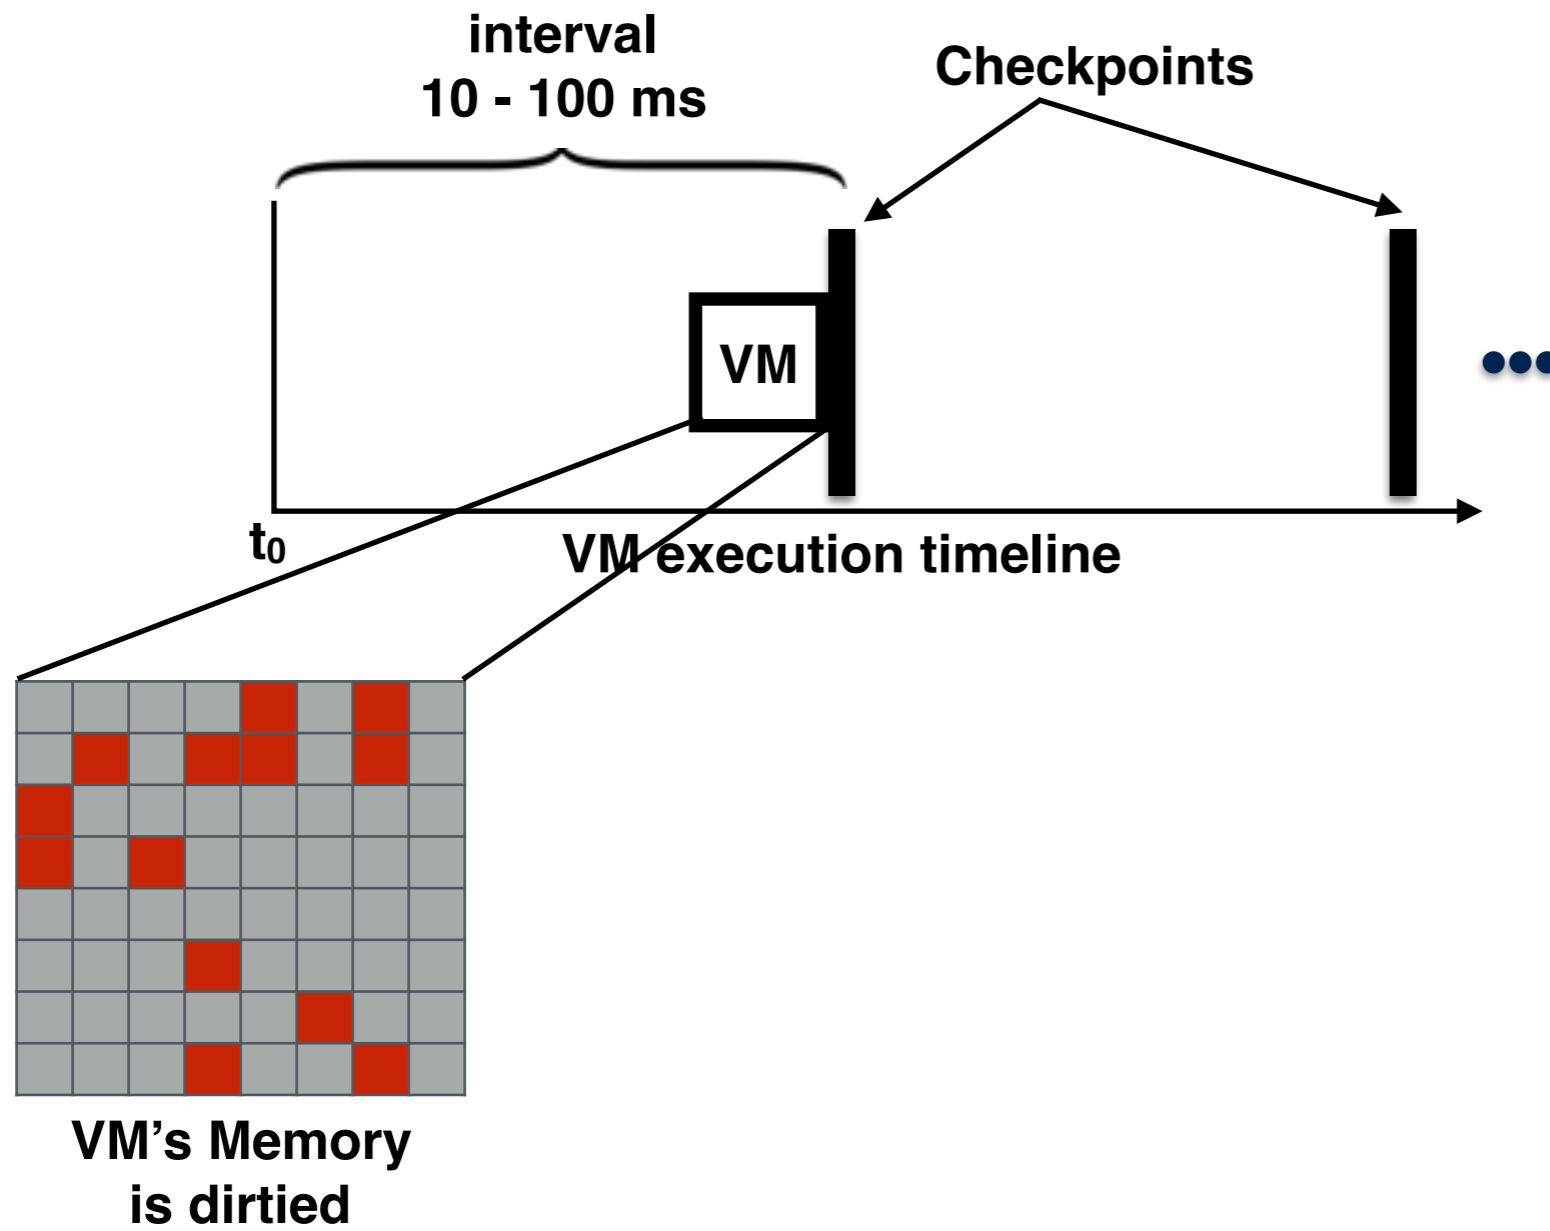 interval
10 - 100 ms
Checkpoints
VM
t₀
VM execution timeline
VM’s Memory
is dirtied